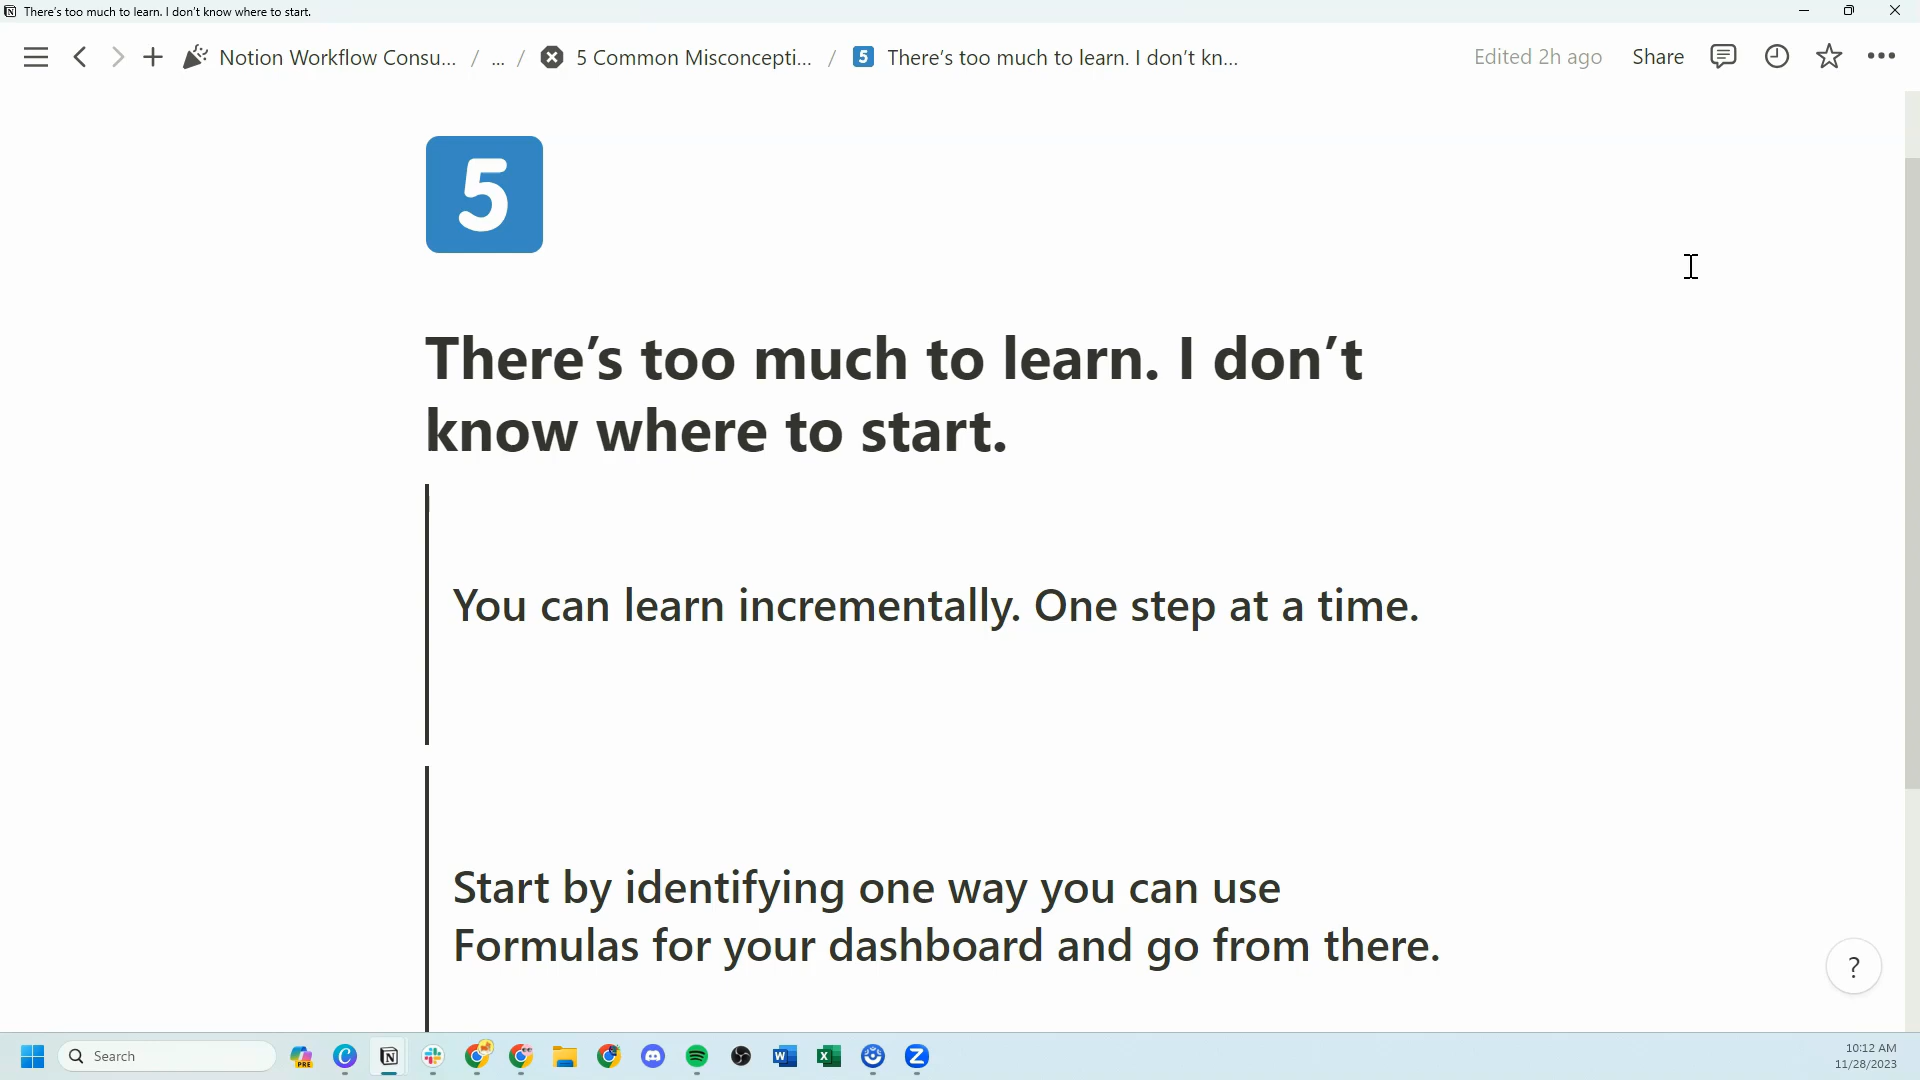 There's too much to learn. I don't know where to start.
Notion Workflow Consu... / ... / 5 Common Misconcepti... / 5 There's too much to learn. I don't kn... Edited 2h ago Share
5
There’s too much to learn. I don’t
know where to start.
You can learn incrementally. One step at a time.
Start by identifying one way you can use
Formulas for your dashboard and go from there.
?
Search
PRE
W
X
Z
10:12 AM
11/28/2023